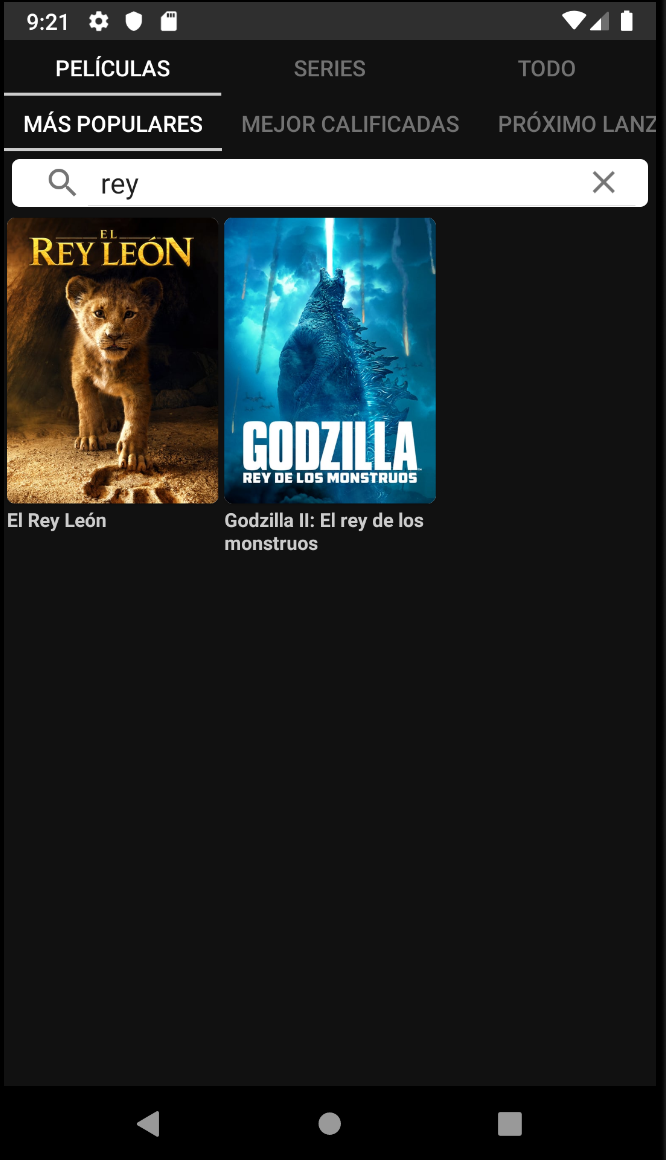 9:21
PELÍCULAS SERIES TODO
MÁS POPULARES MEJOR CALIFICADAS PRÓXIMO LANZ
rey
EL
REY LEÓN
GODZILLA
REY DE LOS MONSTRUOS
El Rey León
Godzilla II: El rey de los
monstruos